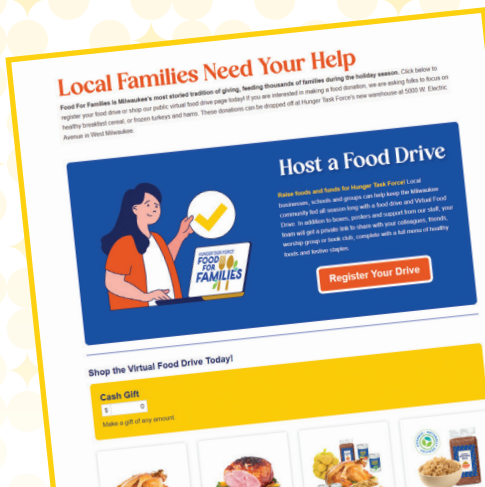 Local Families Need Your Help
Food For Families is Milwaukee's most storied tradition of giving, feeding thousands of families during the holiday season. Click below to
register your food drive or shop our public virtual food drive page today! If you are interested in making a food donation, we are asking folks to focus on
healthy breakfast cereal, or frozen turkeys and hams. These donations can be dropped off at Hunger Task Force's new warehouse at 5000 W. Electric
Avenue in West Milwaukee.
Host a Food Drive
Raise foods and funds for Hunger Task Force! Local
businesses, schools and groups can help keep the Milwaukee
community fed all season long with a food drive and Virtual Food
Drive. In addition to boxes, posters and support from our staff, your
team will get a private link to share with your colleagues, friends,
worship group or book club, complete with a full menu of healthy
foods and festive staples.
HUNGER TASK FORCE
FOOD
FOR
FAMILIES
Register Your Drive
Shop the Virtual Food Drive Today!
Cash Gift
$ 0
Make a gift of any amount.